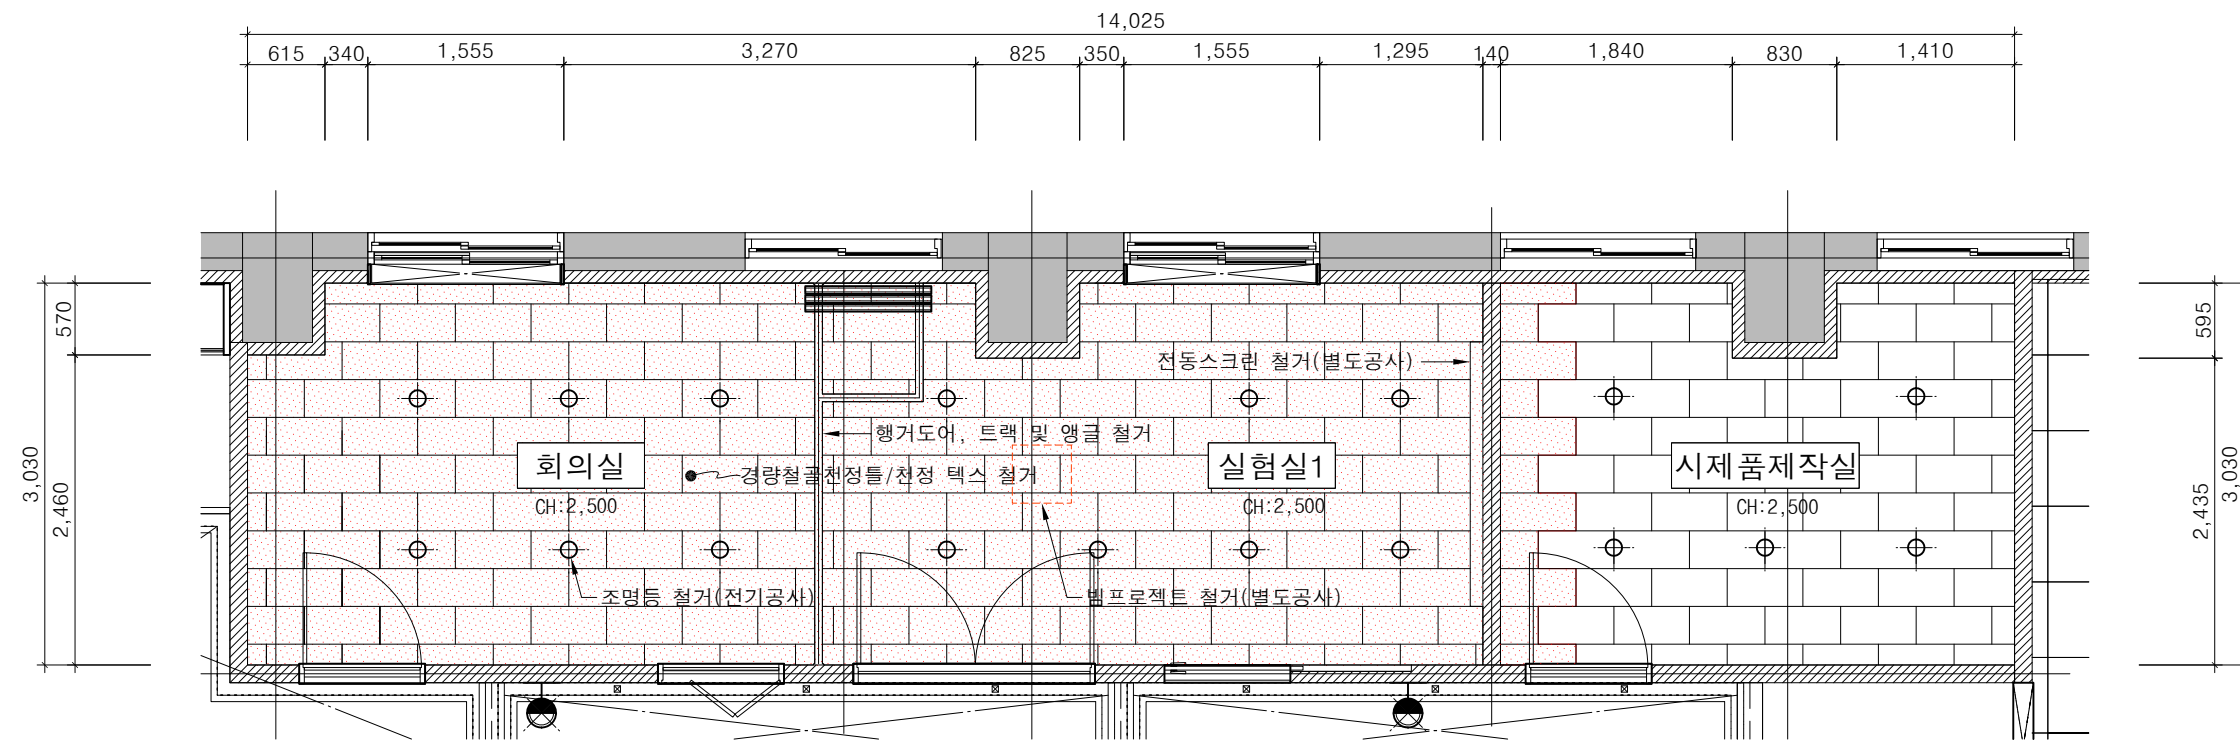 14,025
615 340 1,555 3,270 825 350 1,555 1,295 140 1,840 830 1,410
570
595
전동스크린 철거(별도공사)
행거도어, 트랙 및 앵글 철거
3,030
2,460
회의실
경량철골천정틀/천정 텍스 철거
실험실1
시제품제작실
2,435
3,030
CH:2,500
CH:2,500
CH:2,500
조명등 철거(전기공사)
빔프로젝트 철거(별도공사)